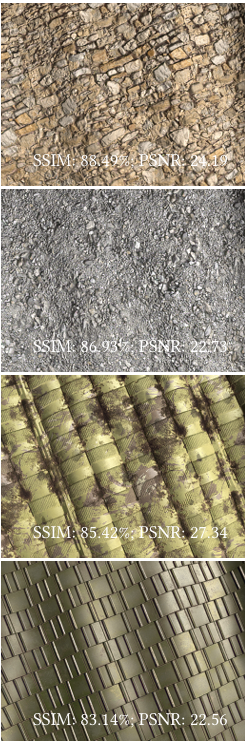 SSIM: 88.49%; PSNR: 24.19
SSIM: 86.93%; PSNR: 22.73
SSIM: 85.42%; PSNR: 27.34
SSIM: 83.14%; PSNR: 22.56